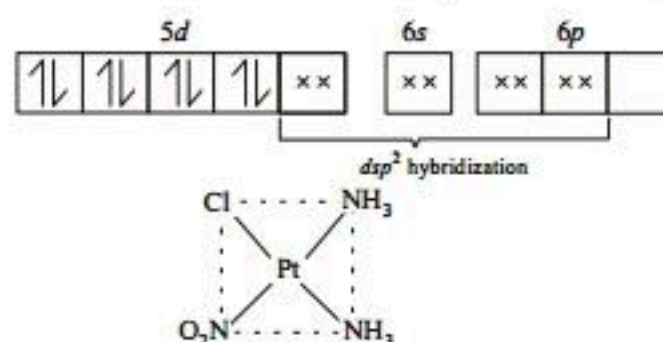 5d 6s 6p
×× ×× ×× ××
dsp² hybridization
Cl NH₃
Pt
O₂N NH₃